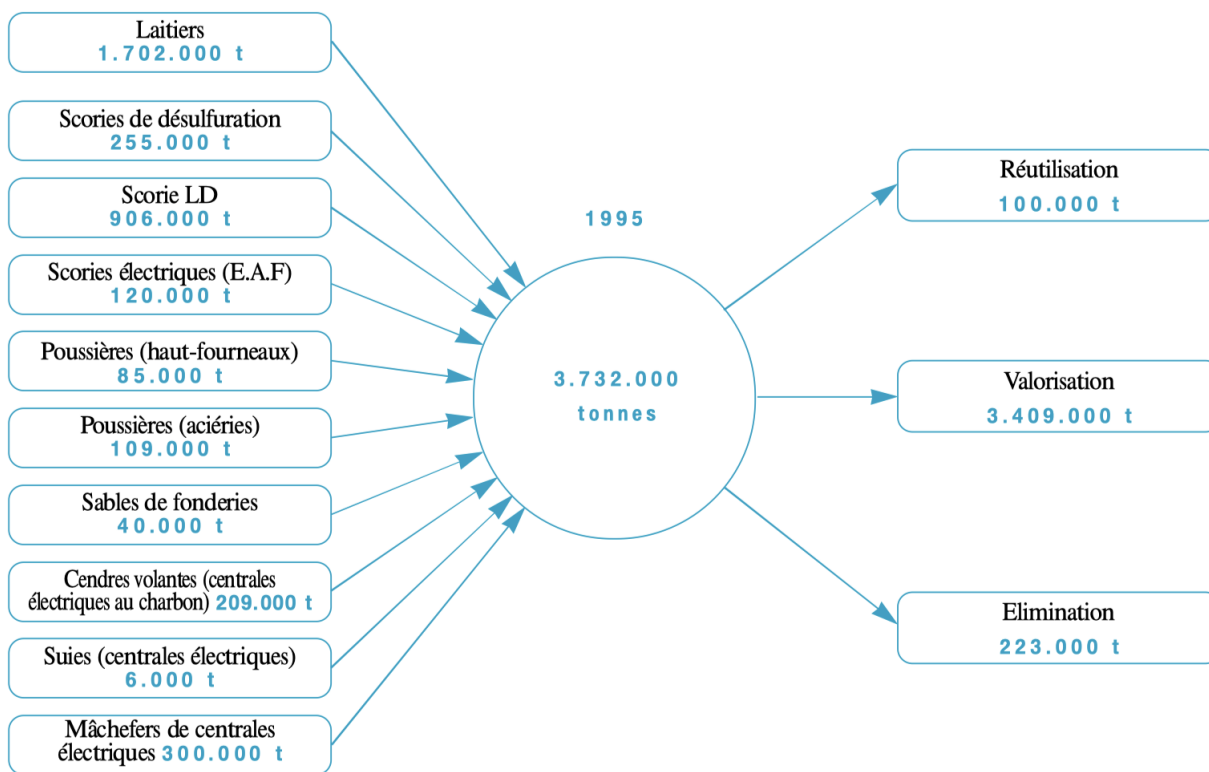 Laitiers
1.702.000 t
Scories de désulfuration
255.000 t
Scorie LD
906.000 t
Scories électriques (E.A.F)
120.000 t
Poussières (haut-fourneaux)
85.000 t
Poussières (aciéries)
109.000 t
Sables de fonderies
40.000 t
Cendres volantes (centrales
électriques au charbon) 209.000 t
Suies (centrales électriques)
6.000 t
Mâchefers de centrales
électriques 300.000 t
1995
3.732.000
tonnes
Réutilisation
100.000 t
Valorisation
3.409.000 t
Elimination
223.000 t